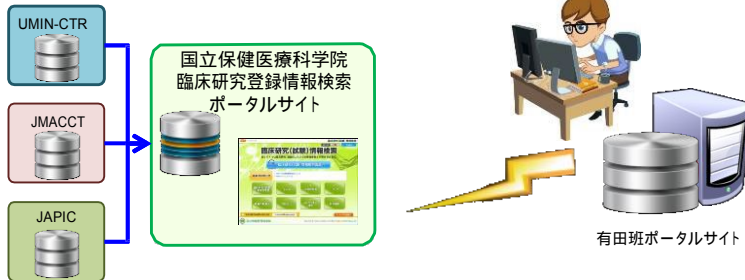 UMIN-CTR
JMACCT
JAPIC
国立保健医療科学院
臨床研究登録情報検索
ポータルサイト
臨床研究(試験)情報検索
有田班ポータルサイト